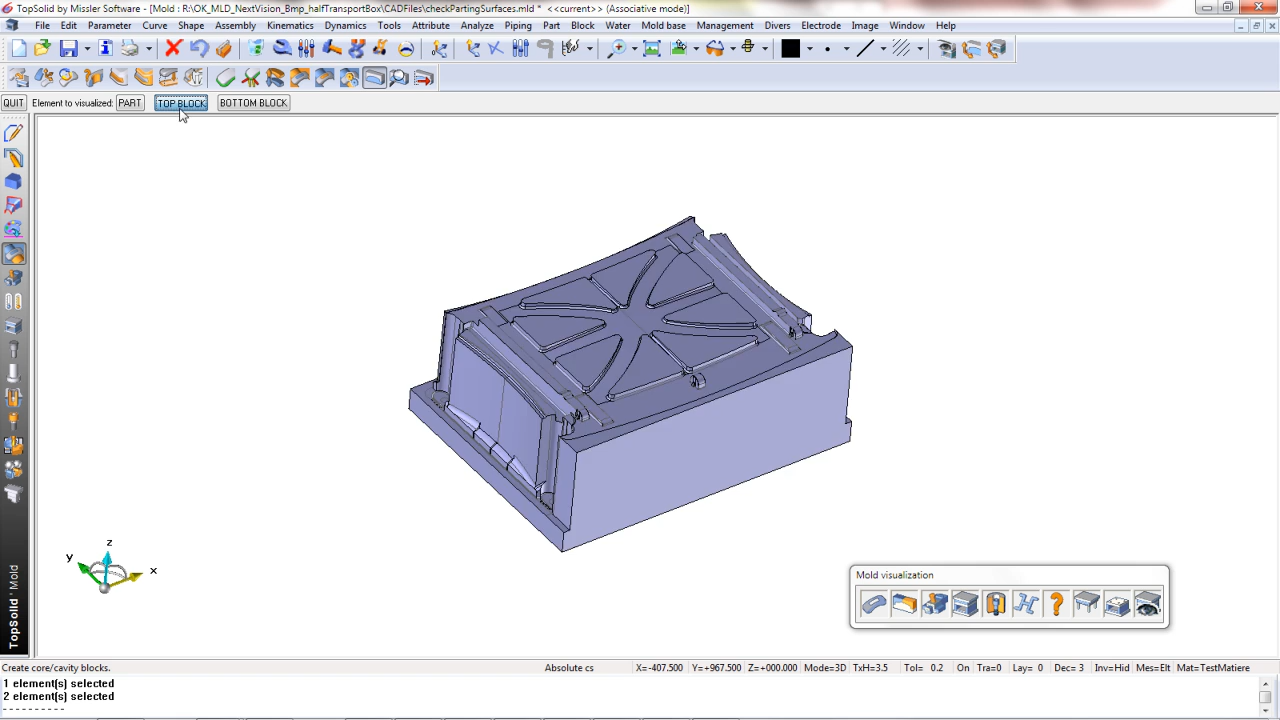 TopSolid by Missler Software - [Mold : R:\OK_MLD_NextVision_Bmp_halfTransportBox\CADFiles\checkPartingSurfaces.mld * <<current>> (Associative mode)]
File Edit Parameter Curve Shape Assembly Kinematics Dynamics Tools Attribute Analyze Piping Part Block Water Mold base Management Divers Electrode Image Window Help
QUIT Element to visualized: PART TOP BLOCK BOTTOM BLOCK
z
y
x
Mold visualization
TopSolid'Mold
Create core/cavity blocks. Absolute cs X=-407.500 Y=+967.500 Z=+000.000 Mode=3D TxH=3.5 Tol= 0.2 On Tra=0 Lay= 0 Dec= 3 Inv=Hid Mes=Elt Mat=TestMatiere
1 element(s) selected
2 element(s) selected
----------